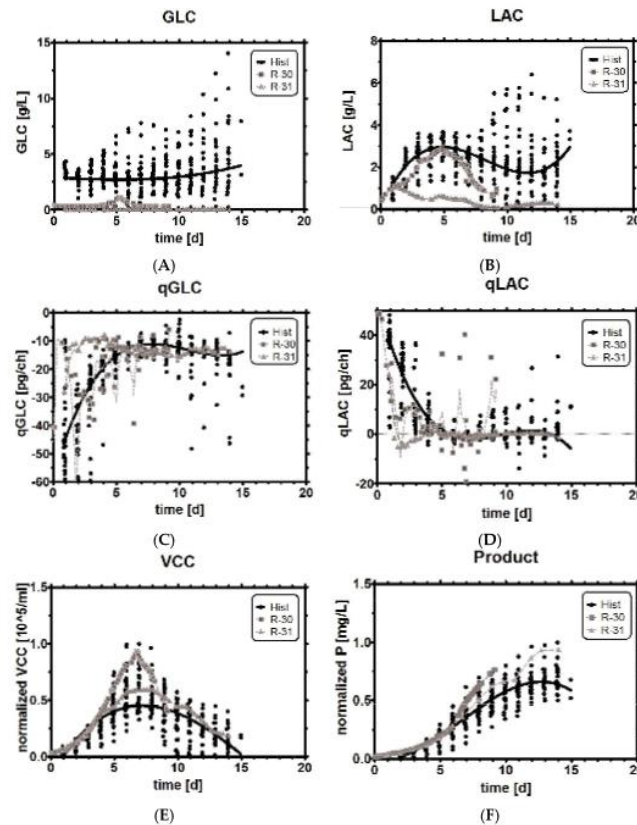 GLC
15
10
5
0
GLC [g/L]
Hist
R-30
R-31
0 5 10 15 20
time [d]
(A)
LAC
8
6
4
2
0
LAC [g/L]
Hist
R-30
R-31
0 5 10 15 20
time [d]
(B)
qGLC
0
-10
-20
-30
-40
-50
-60
qGLC [pg/ch]
Hist
R-30
R-31
0 5 10 15 20
time [d]
(C)
qLAC
40
20
0
-20
qLAC [pg/ch]
Hist
R-30
R-31
0 5 10 15 20
time [d]
(D)
VCC
1.5
1.0
0.5
0.0
normalized VCC [10^5/ml]
Hist
R-30
R-31
0 5 10 15 20
time [d]
(E)
Product
1.5
1.0
0.5
0.0
normalized P [mg/L]
Hist
R-30
R-31
0 5 10 15 20
time [d]
(F)